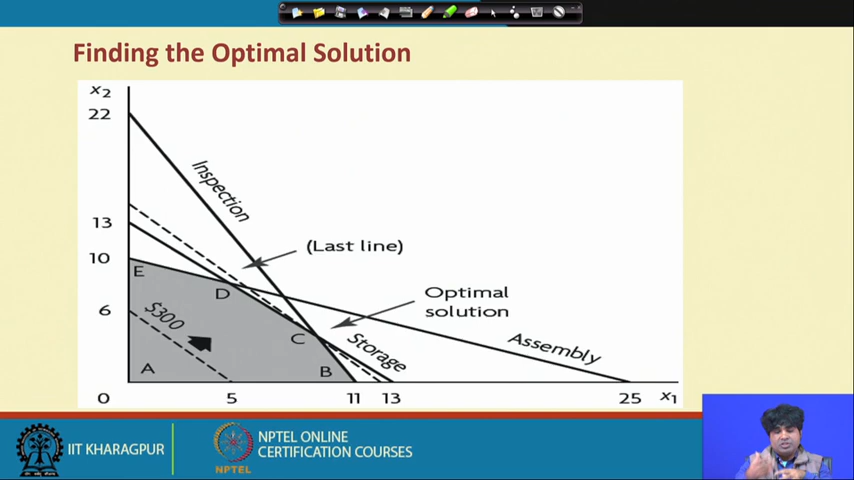 Finding the Optimal Solution
x2
22
Inspection
13
(Last line)
10
E
D
Optimal
solution
6
$300
C
Storage
Assembly
A
B
0
5
11
13
25
x1
IIT KHARAGPUR
NPTEL
NPTEL ONLINE
CERTIFICATION COURSES